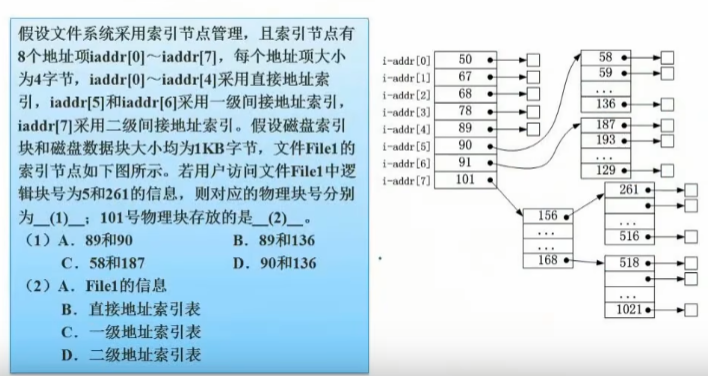 假设文件系统采用索引节点管理，且索引节点有
8个地址项iaddr[0]～iaddr[7]，每个地址项大小
为4字节，iaddr[0]～iaddr[4]采用直接地址索
引，iaddr[5]和iaddr[6]采用一级间接地址索引，
iaddr[7]采用二级间接地址索引。假设磁盘索引
块和磁盘数据块大小均为1KB字节，文件File1的
索引节点如下图所示。若用户访问文件File1中逻
辑块号为5和261的信息，则对应的物理块号分别
为__(1)__；101号物理块存放的是__(2)__。
（1）A．89和90 B．89和136
C．58和187 D．90和136
（2）A．File1的信息
B．直接地址索引表
C．一级地址索引表
D．二级地址索引表
i-addr[0] 50
i-addr[1] 67
i-addr[2] 68
i-addr[3] 78
i-addr[4] 89
i-addr[5] 90
i-addr[6] 91
i-addr[7] 101
58
59
...
136
187
193
...
129
156
...
...
168
261
...
516
518
...
1021